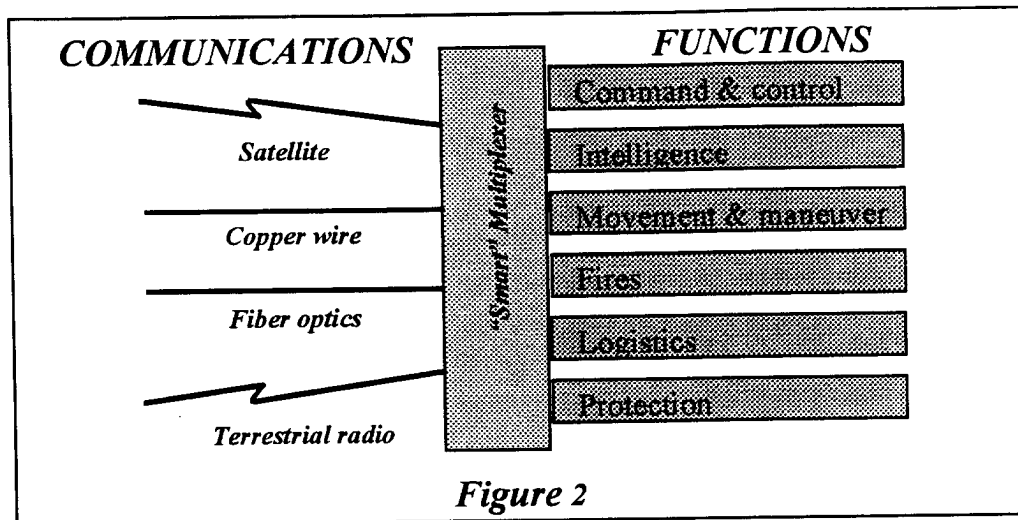 COMMUNICATIONS
Satellite
Copper wire
Fiber optics
Terrestrial radio
"Smart" Multiplexer
FUNCTIONS
Command & control
Intelligence
Movement & maneuver
Fires
Logistics
Protection
Figure 2